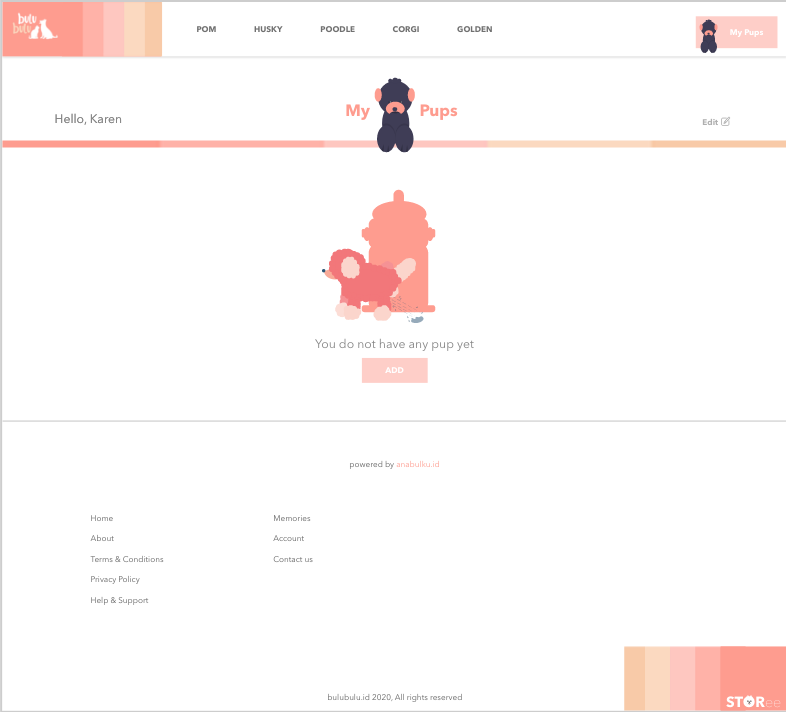 bulu
bulu
POM HUSKY POODLE CORGI GOLDEN
My Pups
Hello, Karen
My Pups
Edit
You do not have any pup yet
ADD
powered by anabulku.id
Home
About
Terms & Conditions
Privacy Policy
Help & Support
Memories
Account
Contact us
bulubulu.id 2020, All rights reserved
STORee